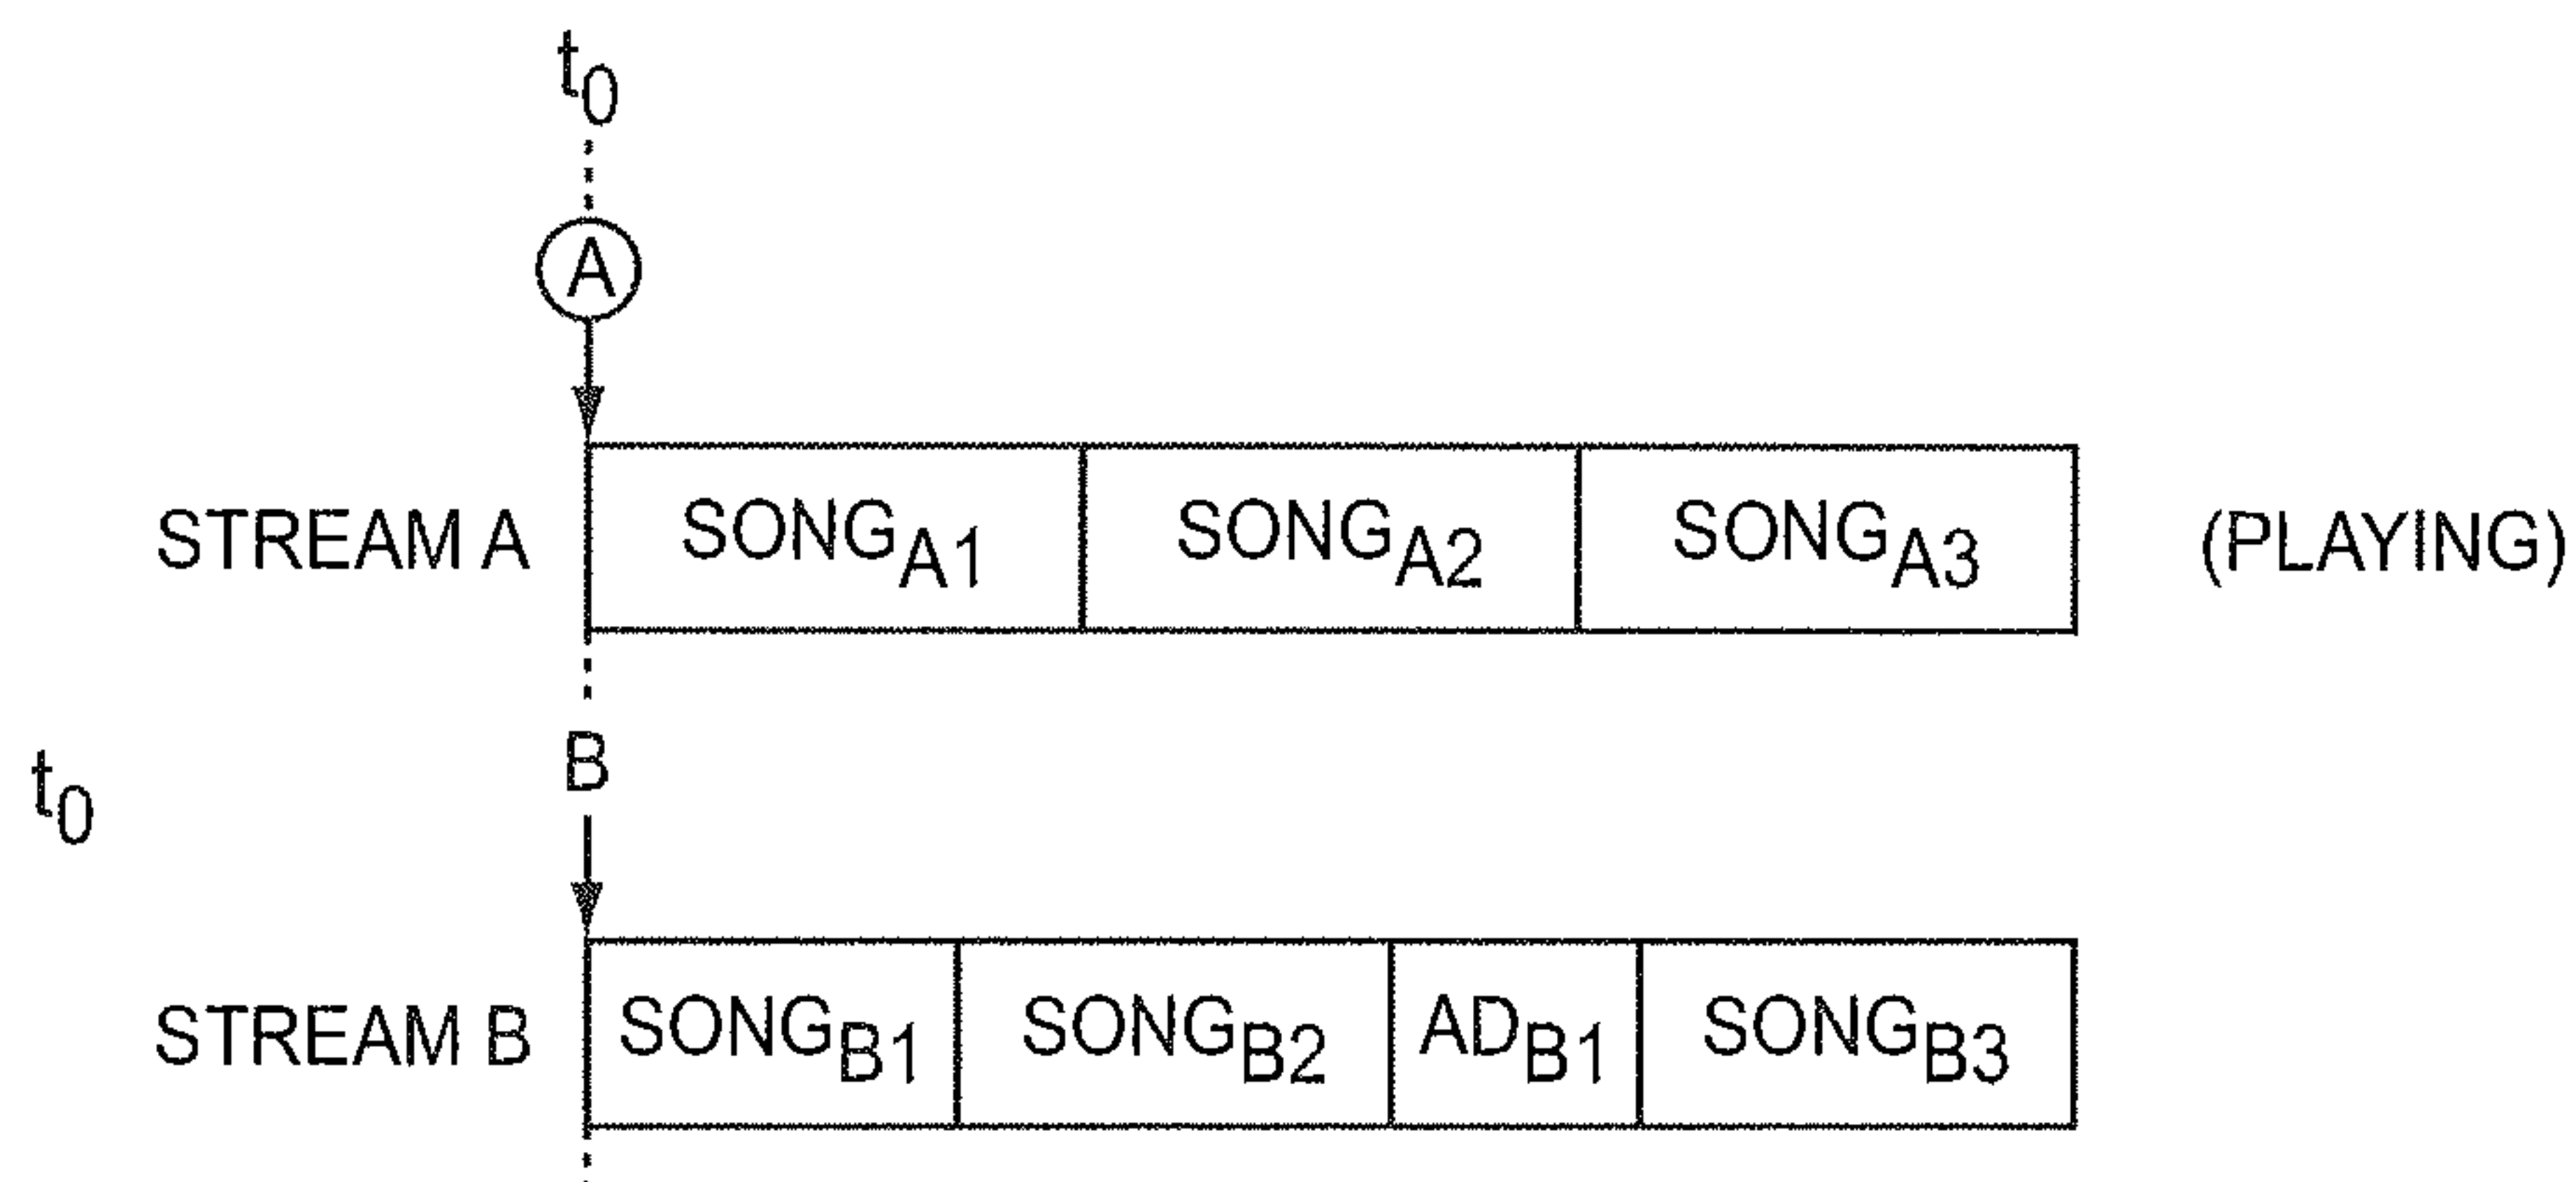 t0
A
STREAM A SONGA1 SONGA2 SONGA3 (PLAYING)
t0 B
STREAM B SONGB1 SONGB2 ADB1 SONGB3